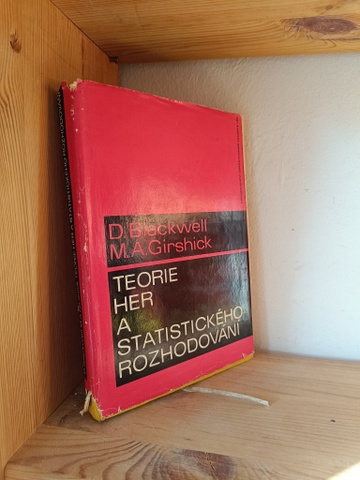 D. Blackwell
M.A. Girshick
TEORIE
HER
A
STATISTICKÉHO
ROZHODOVÁNÍ